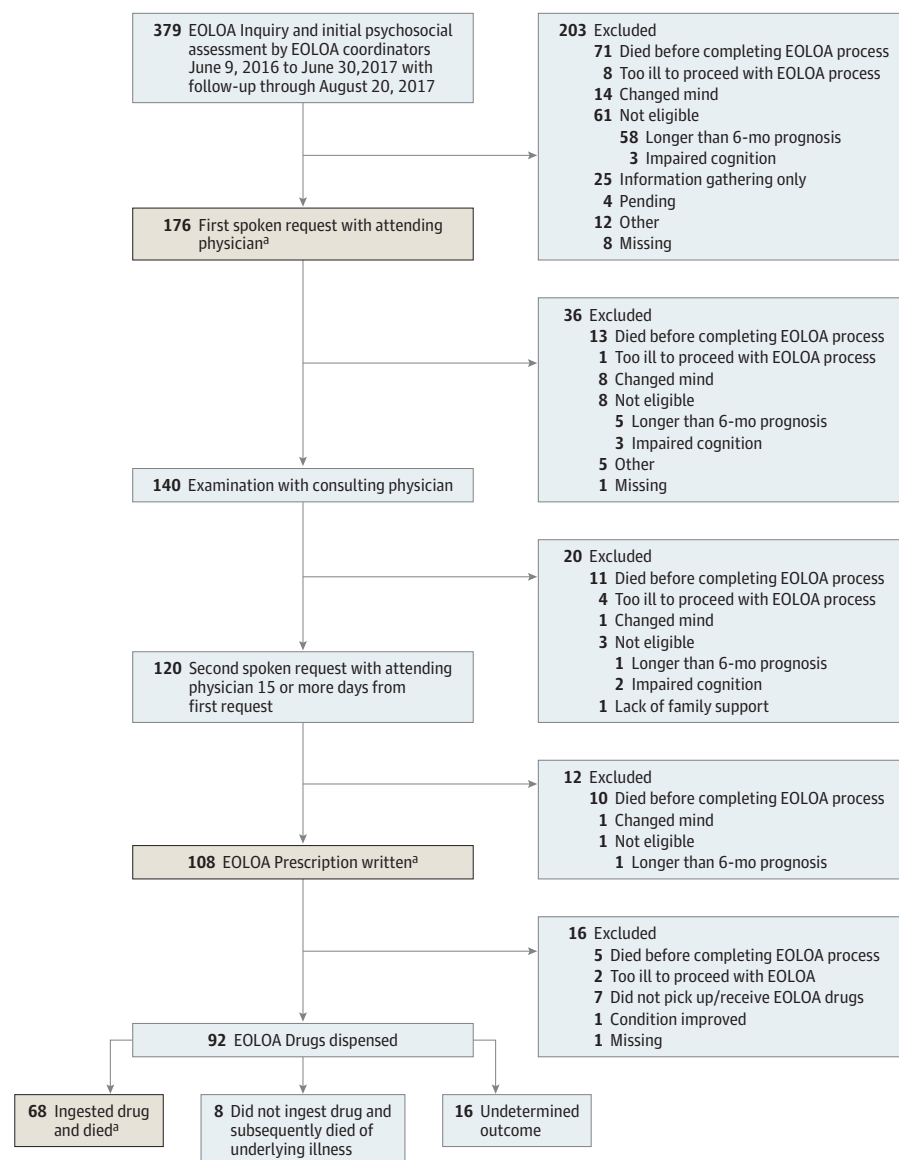 379 EOLOA Inquiry and initial psychosocial
assessment by EOLOA coordinators
June 9, 2016 to June 30,2017 with
follow-up through August 20, 2017
203 Excluded
71 Died before completing EOLOA process
8 Too ill to proceed with EOLOA process
14 Changed mind
61 Not eligible
58 Longer than 6-mo prognosis
3 Impaired cognition
25 Information gathering only
4 Pending
12 Other
8 Missing
176 First spoken request with attending
physicianᵃ
36 Excluded
13 Died before completing EOLOA process
1 Too ill to proceed with EOLOA process
8 Changed mind
8 Not eligible
5 Longer than 6-mo prognosis
3 Impaired cognition
5 Other
1 Missing
140 Examination with consulting physician
20 Excluded
11 Died before completing EOLOA process
4 Too ill to proceed with EOLOA process
1 Changed mind
3 Not eligible
1 Longer than 6-mo prognosis
2 Impaired cognition
1 Lack of family support
120 Second spoken request with attending
physician 15 or more days from
first request
12 Excluded
10 Died before completing EOLOA process
1 Changed mind
1 Not eligible
1 Longer than 6-mo prognosis
108 EOLOA Prescription writtenᵃ
16 Excluded
5 Died before completing EOLOA process
2 Too ill to proceed with EOLOA
7 Did not pick up/receive EOLOA drugs
1 Condition improved
1 Missing
92 EOLOA Drugs dispensed
68 Ingested drug
and diedᵃ
8 Did not ingest drug and
subsequently died of
underlying illness
16 Undetermined
outcome